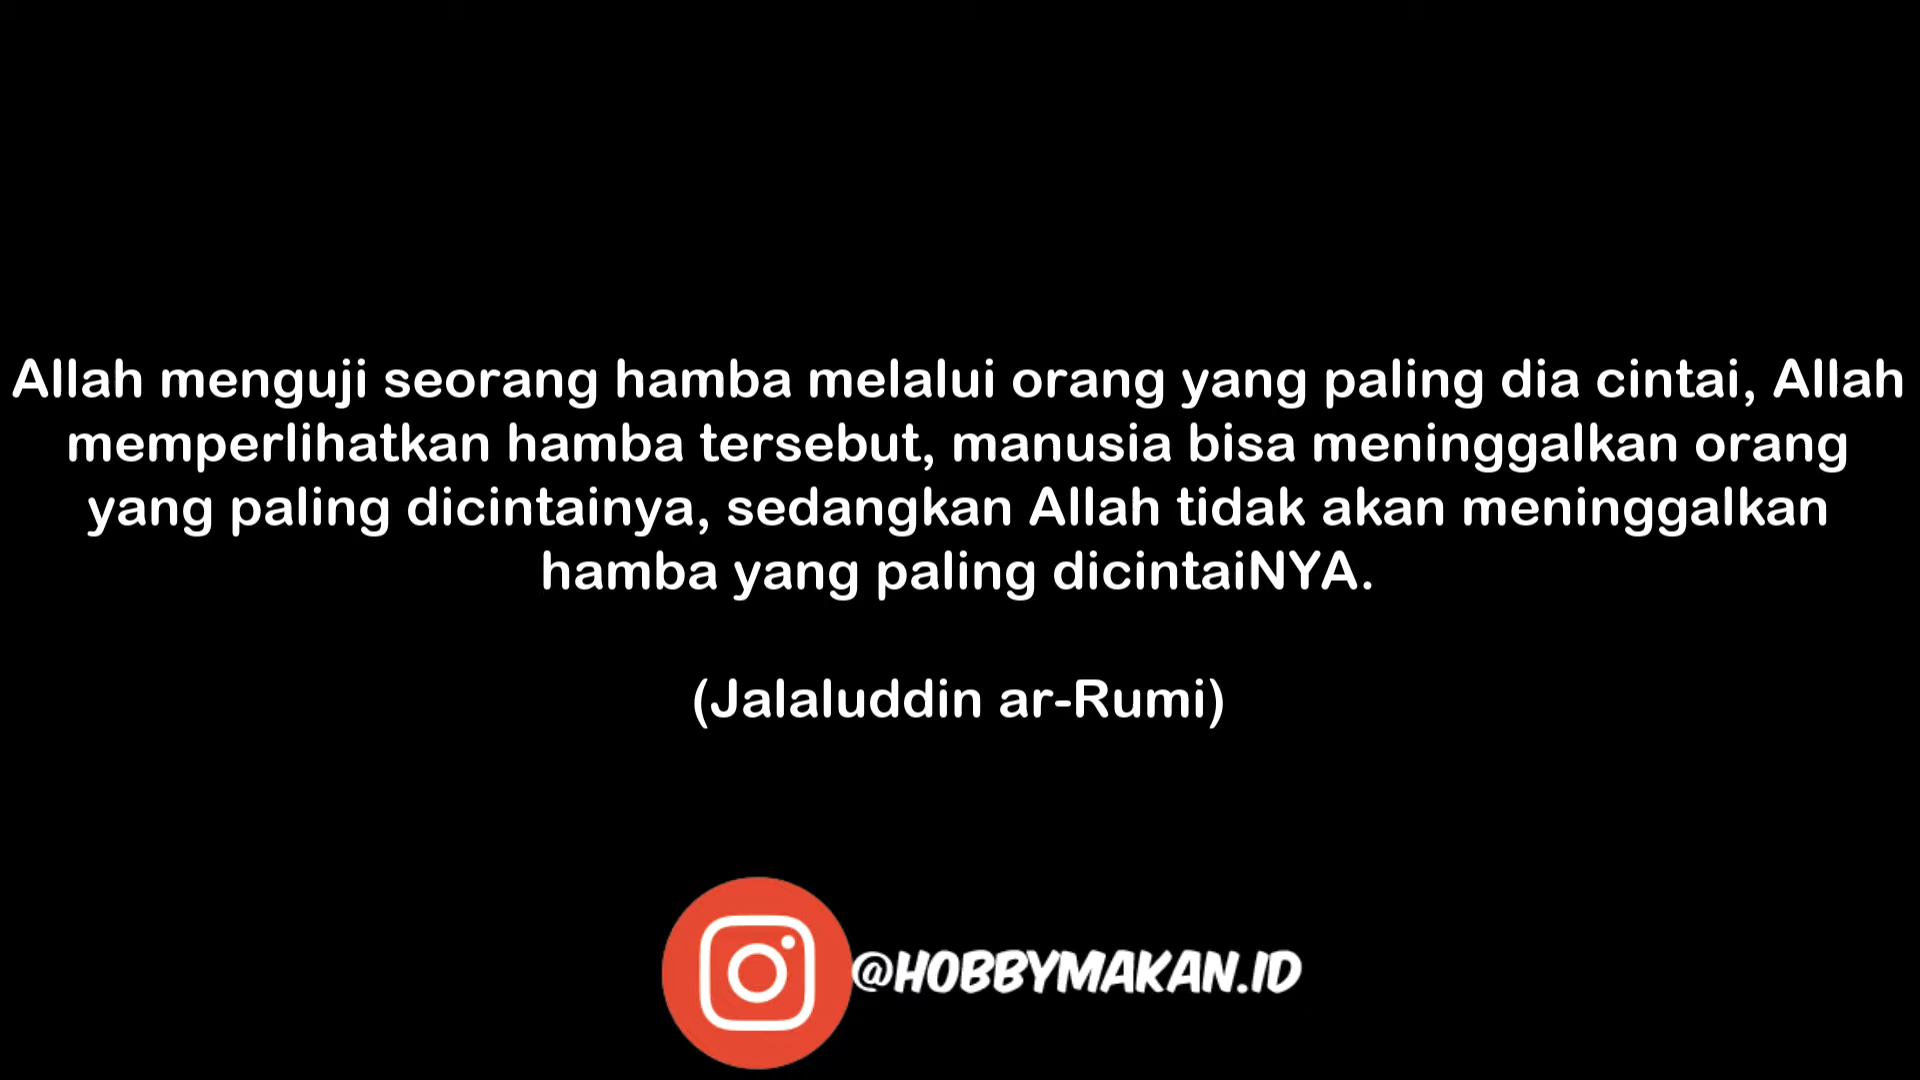 Allah menguji seorang hamba melalui orang yang paling dia cintai, Allah
memperlihatkan hamba tersebut, manusia bisa meninggalkan orang
yang paling dicintainya, sedangkan Allah tidak akan meninggalkan
hamba yang paling dicintaiNYA.
(Jalaluddin ar-Rumi)
@HOBBYMAKAN.ID